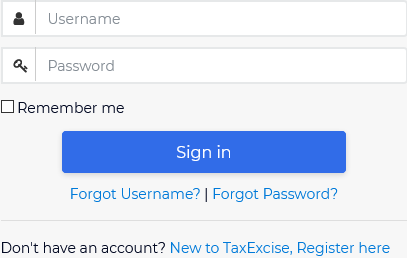 Username
Password
Remember me
Sign in
Forgot Username? | Forgot Password?
Don't have an account? New to TaxExcise, Register here